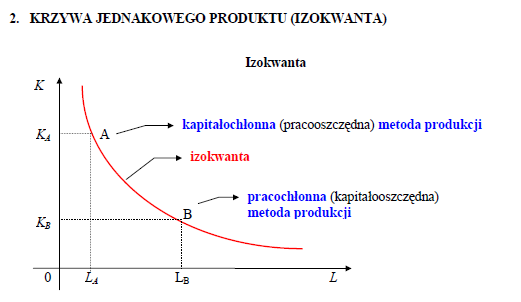 2. KRZYWA JEDNAKOWEGO PRODUKTU (IZOKWANTA)
Izokwanta
K
K_A
A
kapitałochłonna (pracooszczędna) metoda produkcji
izokwanta
pracochłonna (kapitałooszczędna)
metoda produkcji
B
K_B
0
L_A
L_B
L